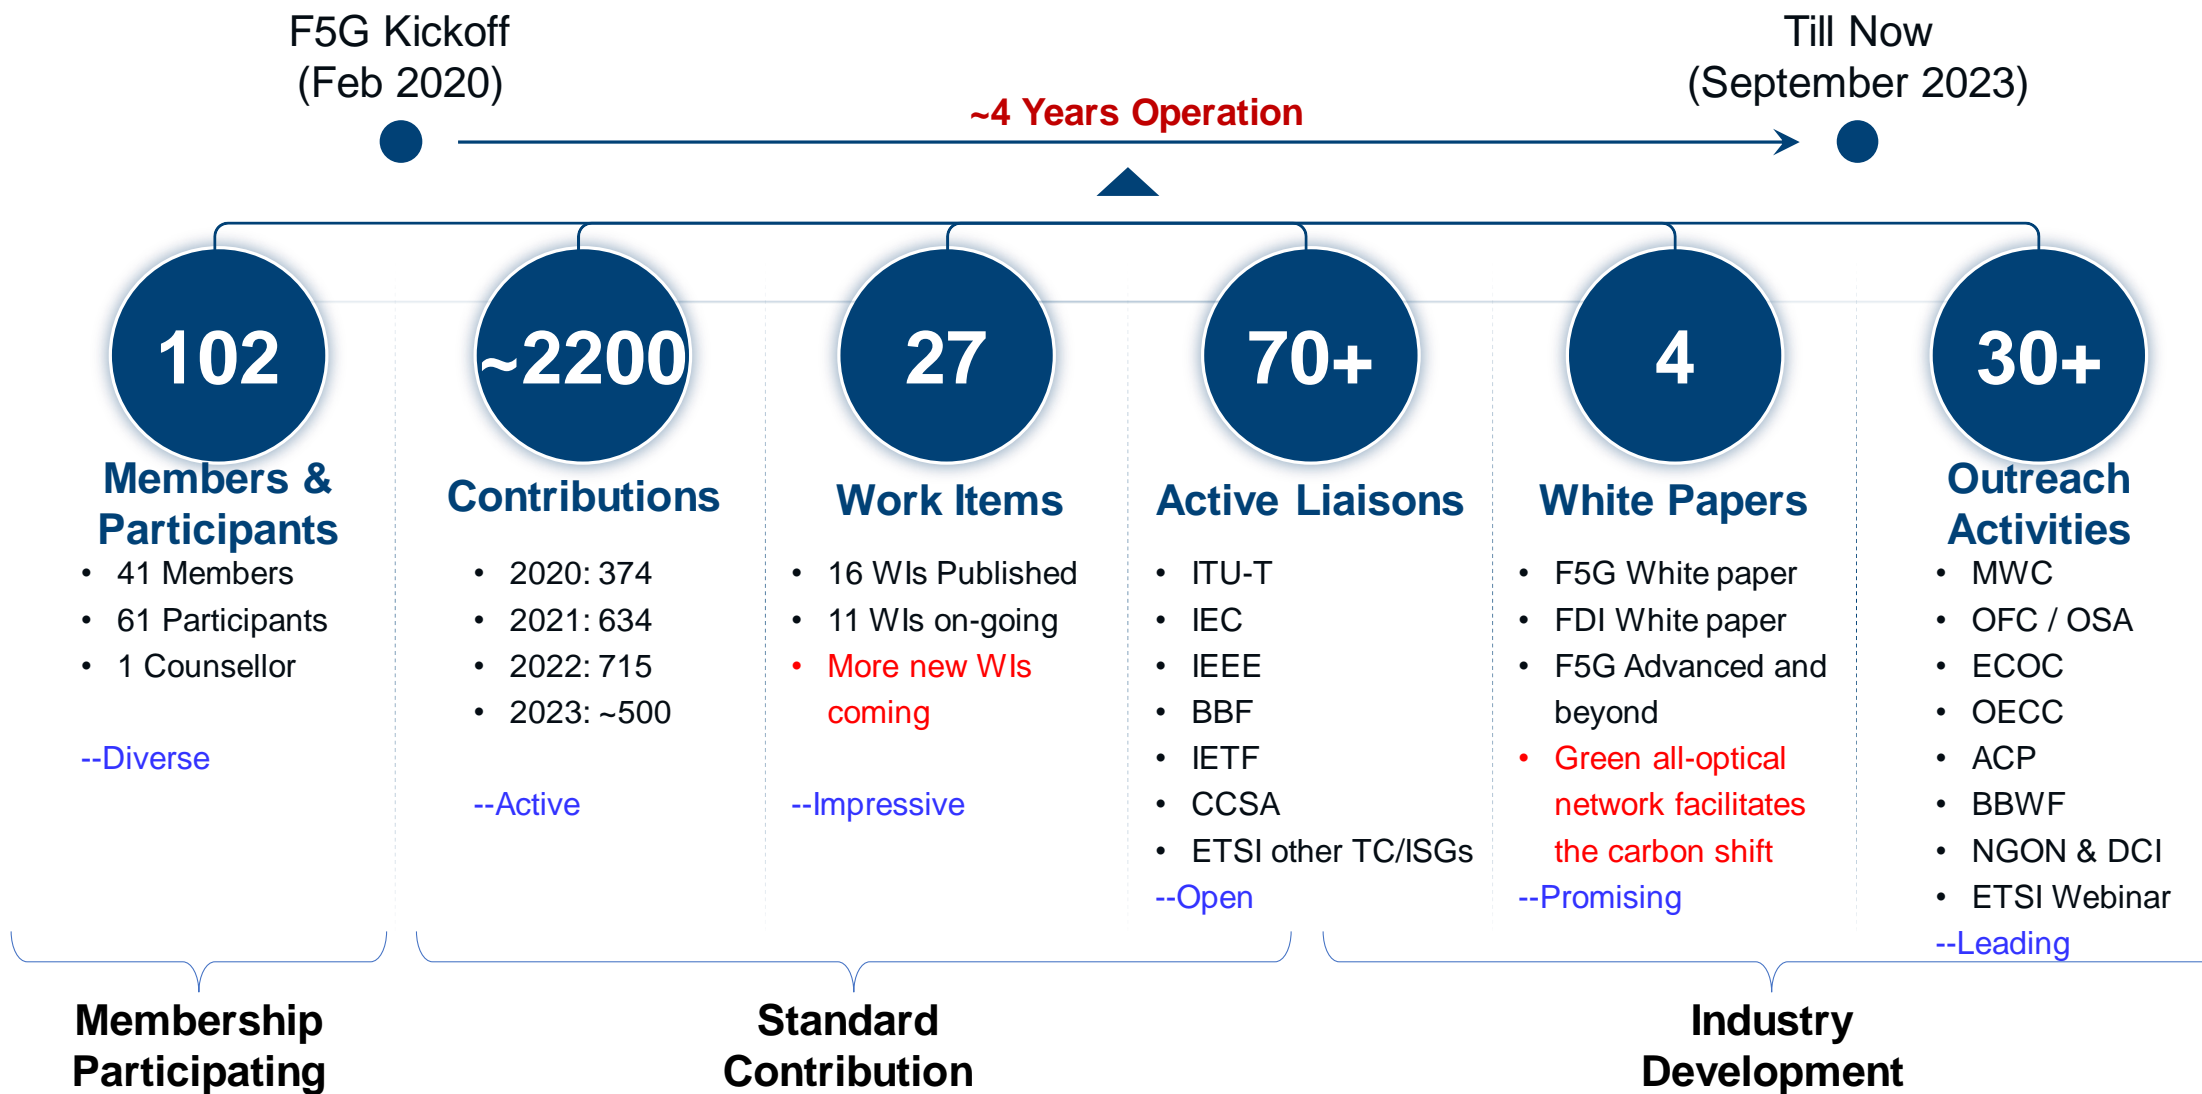 F5G Kickoff
(Feb 2020)
Till Now
(September 2023)
~4 Years Operation
102
Members &
Participants
• 41 Members
• 61 Participants
• 1 Counsellor
--Diverse
~2200
Contributions
• 2020: 374
• 2021: 634
• 2022: 715
• 2023: ~500
--Active
27
Work Items
• 16 WIs Published
• 11 WIs on-going
• More new WIs
coming
--Impressive
70+
Active Liaisons
• ITU-T
• IEC
• IEEE
• BBF
• IETF
• CCSA
• ETSI other TC/ISGs
--Open
4
White Papers
• F5G White paper
• FDI White paper
• F5G Advanced and
beyond
• Green all-optical
network facilitates
the carbon shift
--Promising
30+
Outreach
Activities
• MWC
• OFC / OSA
• ECOC
• OECC
• ACP
• BBWF
• NGON & DCI
• ETSI Webinar
--Leading
Membership
Participating
Standard
Contribution
Industry
Development